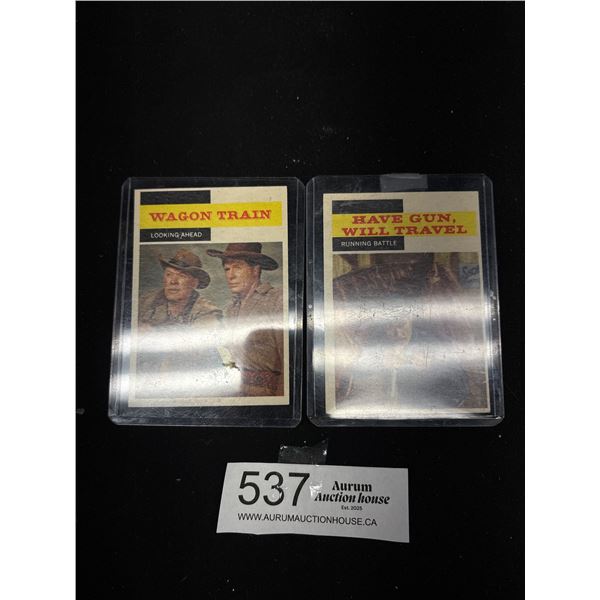 WAGON TRAIN
LOOKING AHEAD
HAVE GUN,
WILL TRAVEL
RUNNING BATTLE
537
Aurum
Auction house
Est. 2025
WWW.AURUMAUCTIONHOUSE.CA